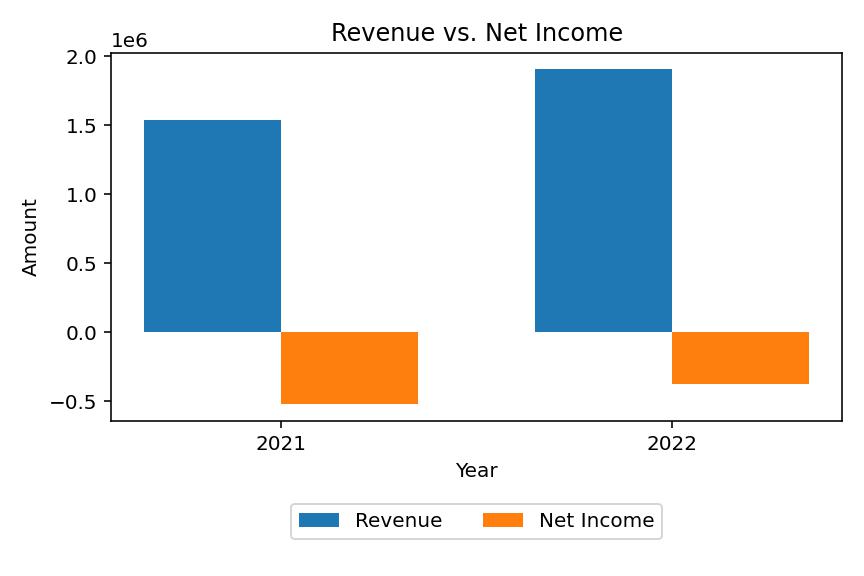 Revenue vs. Net Income
1e6
2.0
1.5
1.0
0.5
0.0
−0.5
Amount
2021 2022
Year
Revenue Net Income